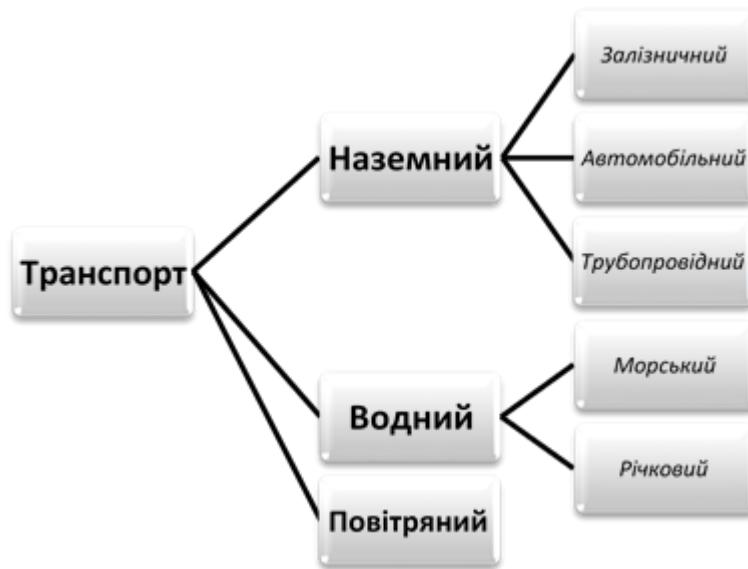 Транспорт
Наземний
Залізничний
Автомобільний
Трубопровідний
Водний
Морський
Річковий
Повітряний